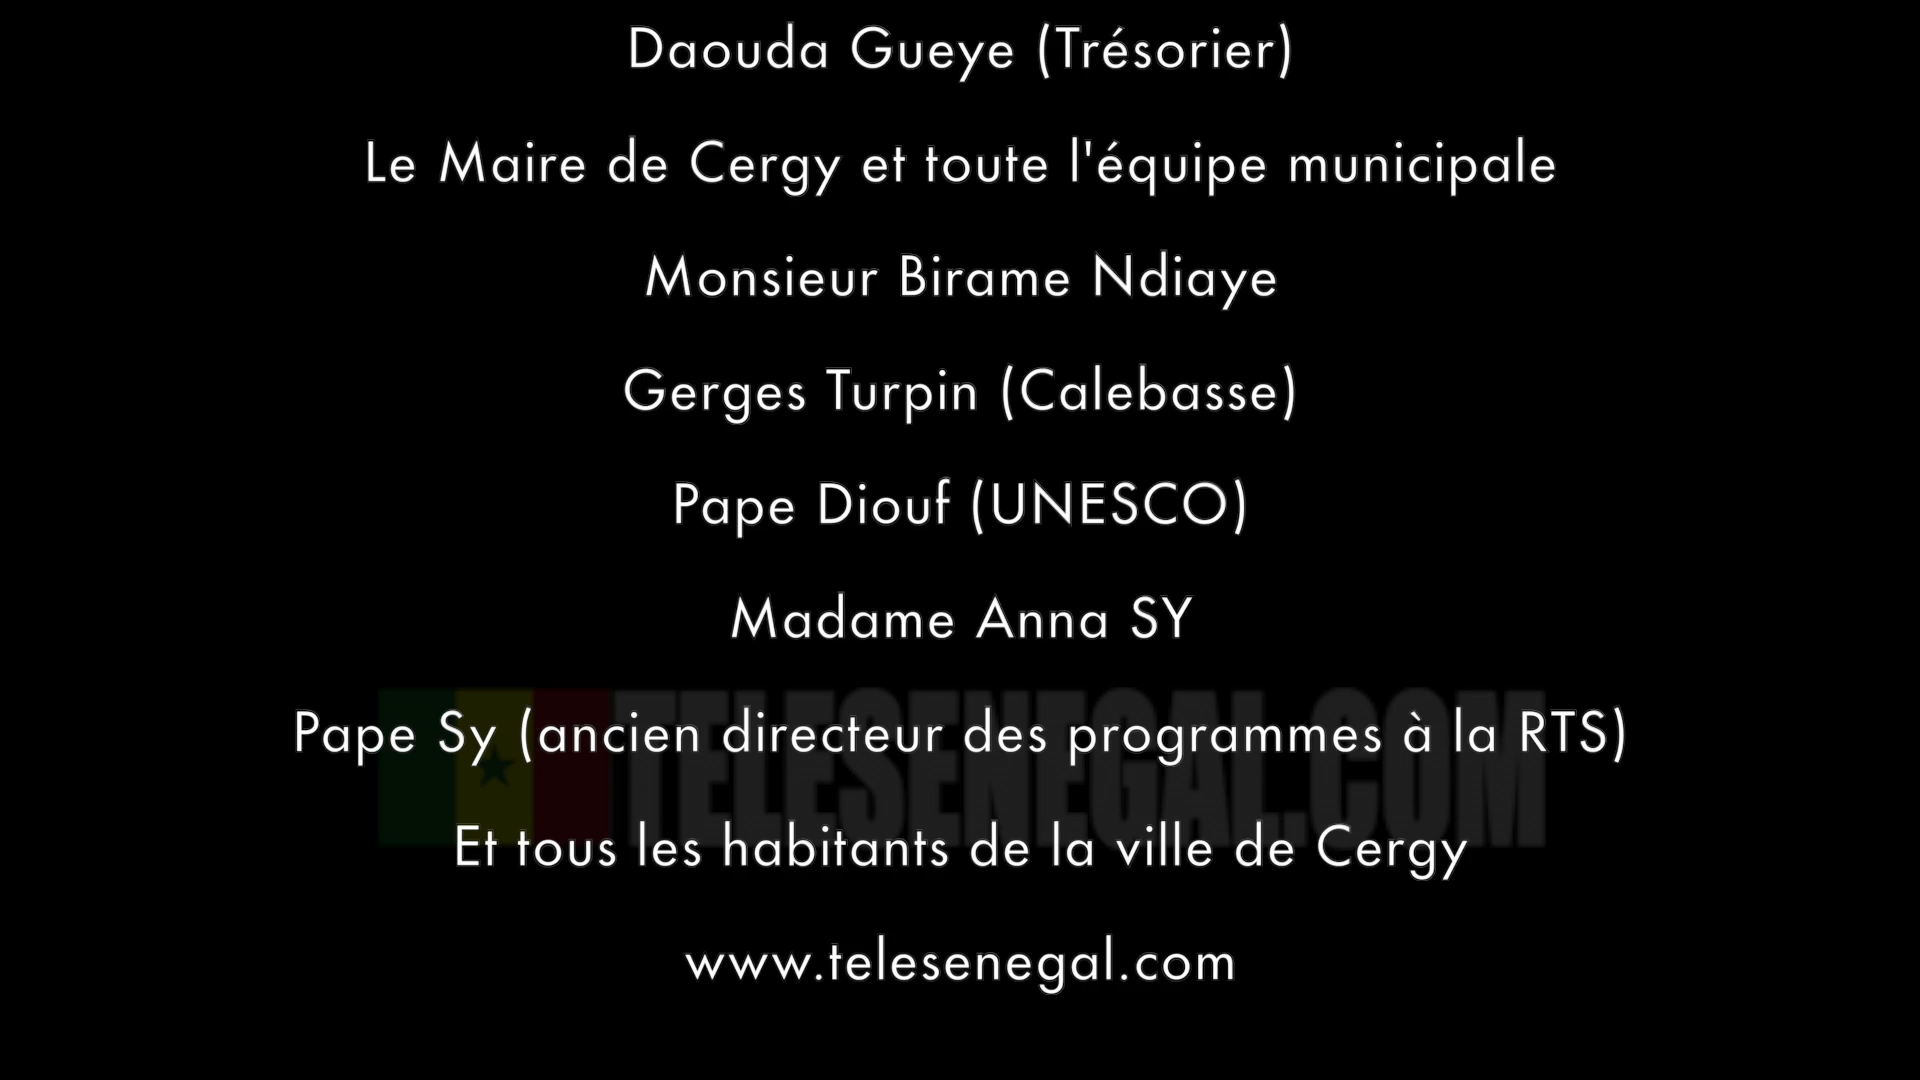 Daouda Gueye (Trésorier)
Le Maire de Cergy et toute l'équipe municipale
Monsieur Birame Ndiaye
Gerges Turpin (Calebasse)
Pape Diouf (UNESCO)
Madame Anna SY
Pape Sy (ancien directeur des programmes à la RTS)
TELESENEGAL.COM
Et tous les habitants de la ville de Cergy
www.telesenegal.com